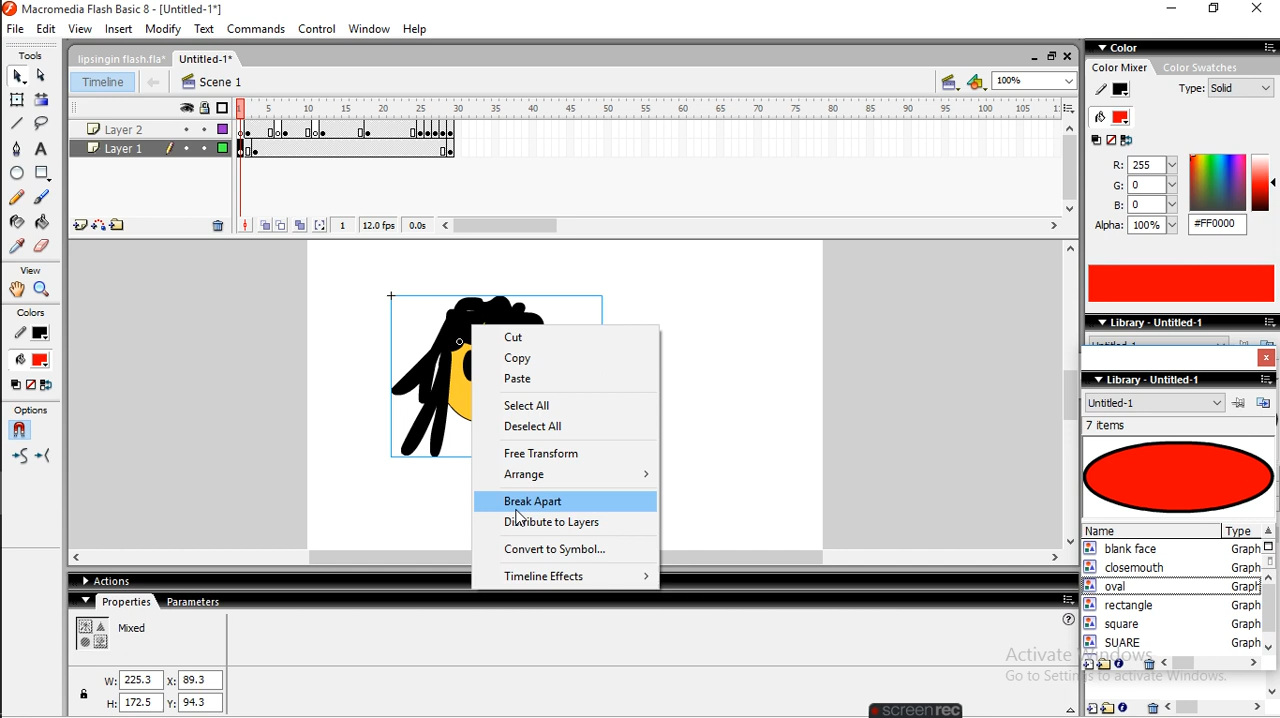 Macromedia Flash Basic 8 - [Untitled-1*]
File Edit View Insert Modify Text Commands Control Window Help
Tools
lipsingin flash.fla* Untitled-1*
Timeline Scene 1 100%
1 5 10 15 20 25 30 35 40 45 50 55 60 65 70 75 80 85 90 95 100 105
Layer 2
Layer 1
1 12.0 fps 0.0s
View
Colors
Options
Cut
Copy
Paste
Select All
Deselect All
Free Transform
Arrange
Break Apart
Distribute to Layers
Convert to Symbol...
Timeline Effects
Actions
Properties Parameters
Mixed
W: 225.3 X: 89.3
H: 172.5 Y: 94.3
Color
Color Mixer Color Swatches
Type: Solid
R: 255
G: 0
B: 0
Alpha: 100% #FF0000
Library - Untitled-1
Library - Untitled-1
Untitled-1
7 items
Name Type
blank face Graph
closemouth Graph
oval Graph
rectangle Graph
square Graph
SUARE Graph
Activate Windows
Go to Settings to activate Windows.
screenrec